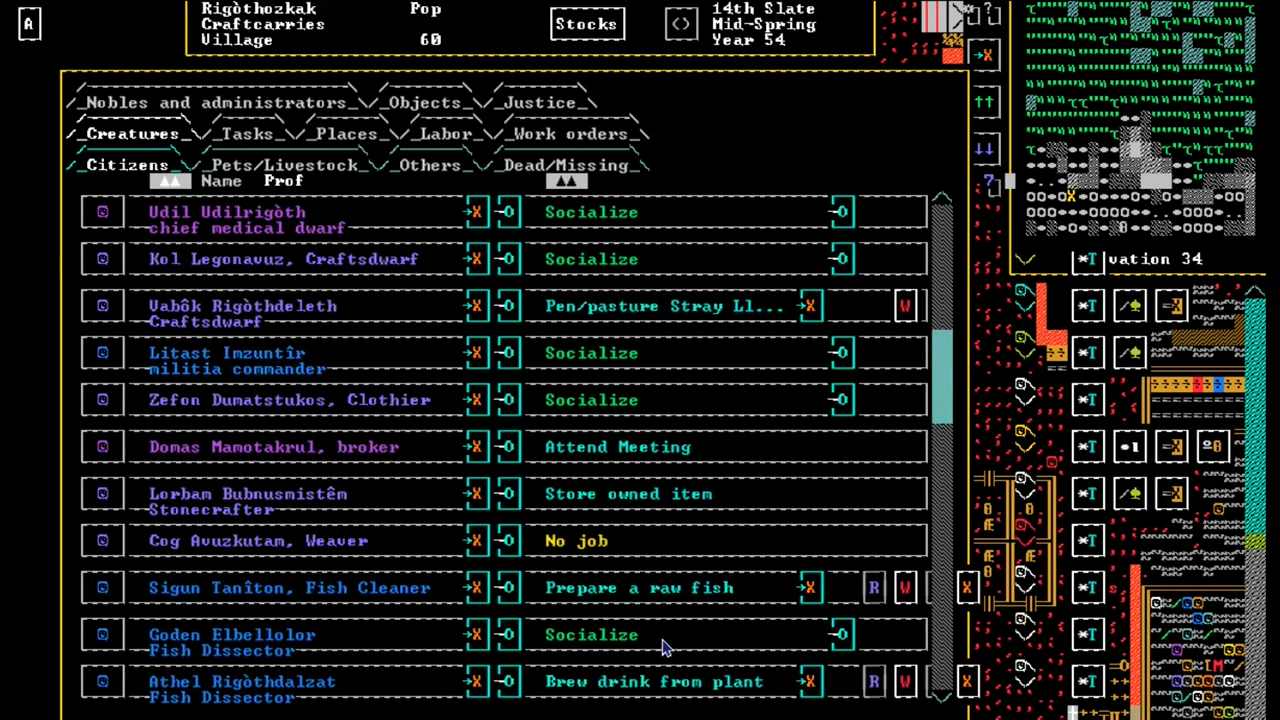 A
Rigòthozkak Pop
Craftcarries
Village 60
Stocks
14th Slate
Mid-Spring
Year 54
Nobles and administrators Objects Justice
Creatures Tasks Places Labor Work orders
Citizens Pets/Livestock Others Dead/Missing
Name Prof
Udil Udilrigòth
chief medical dwarf
Socialize
Kol Legonavuz, Craftsdwarf
Socialize
vation 34
Vabôk Rigòthdeleth
Craftsdwarf
Pen/pasture Stray Ll...
W
Litast Imzuntîr
militia commander
Socialize
Zefon Dumatstukos, Clothier
Socialize
Domas Mamotakrul, broker
Attend Meeting
Lorbam Bubnusmistêm
Stonecrafter
Store owned item
Cog Avuzkutam, Weaver
No job
Sigun Tanîton, Fish Cleaner
Prepare a raw fish
R W X
Goden Elbellolor
Fish Dissector
Socialize
Athel Rigòthdalzat
Fish Dissector
Brew drink from plant
R W X